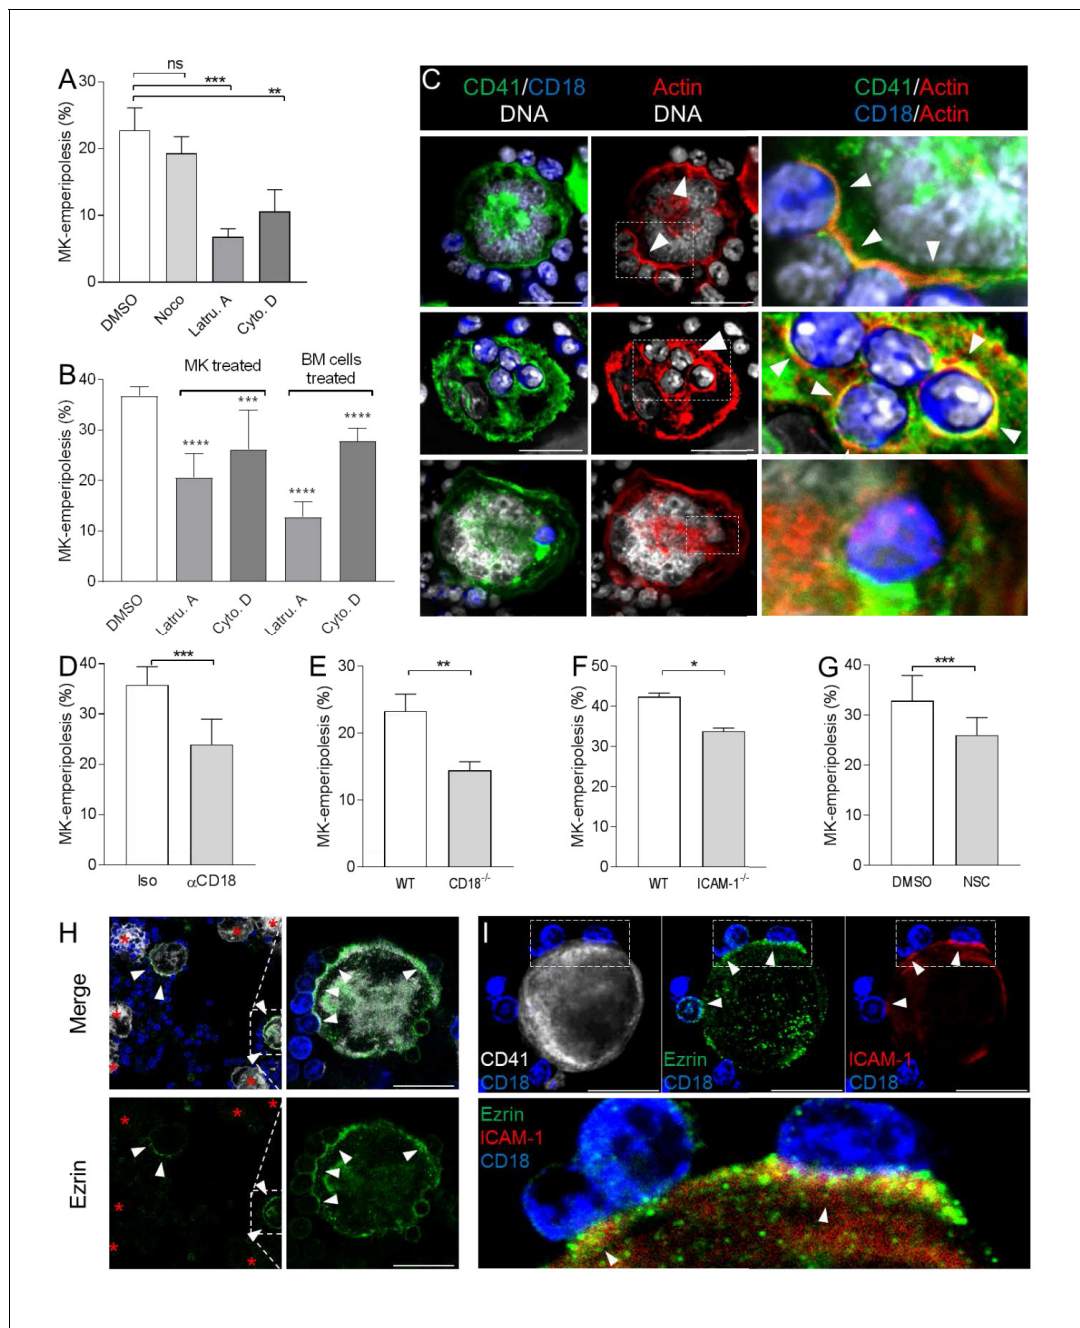 A
ns
***
**
MK-emperipolesis (%)
30
20
10
0
DMSO
Noco
Latru. A
Cyto. D
B
MK treated
BM cells
treated
MK-emperipolesis (%)
40
30
20
10
0
****
***
****
****
DMSO
Latru. A
Cyto. D
Latru. A
Cyto. D
C
CD41/CD18
DNA
Actin
DNA
CD41/Actin
CD18/Actin
D
***
MK-emperipolesis (%)
40
30
20
10
0
Iso
αCD18
E
**
MK-emperipolesis (%)
30
20
10
0
WT
CD18-/-
F
*
MK-emperipolesis (%)
50
40
30
20
10
0
WT
ICAM-1-/-
G
***
MK-emperipolesis (%)
40
30
20
10
0
DMSO
NSC
H
Merge
* * * * *
Ezrin
* * * * *
I
CD41
CD18
Ezrin
CD18
ICAM-1
CD18
Ezrin
ICAM-1
CD18